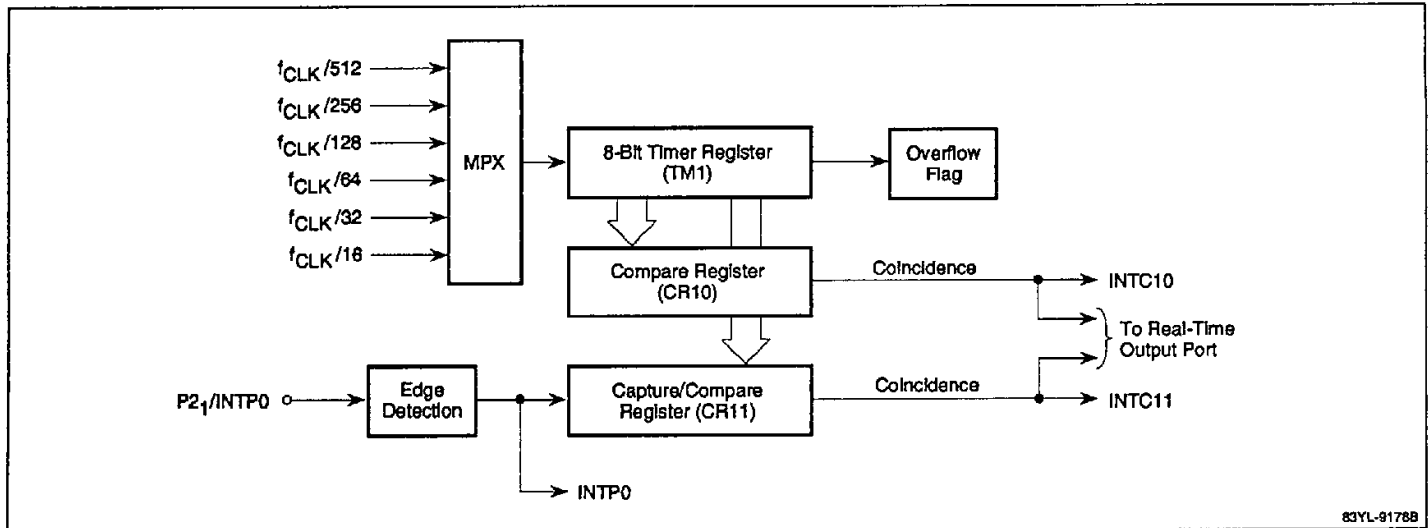 fCLK/512
fCLK/256
fCLK/128
fCLK/64
fCLK/32
fCLK/16
MPX
8-Bit Timer Register
(TM1)
Overflow
Flag
Compare Register
(CR10)
Coincidence
INTC10
To Real-Time
Output Port
P21/INTP0
Edge
Detection
Capture/Compare
Register (CR11)
Coincidence
INTC11
INTP0
83YL-9178B